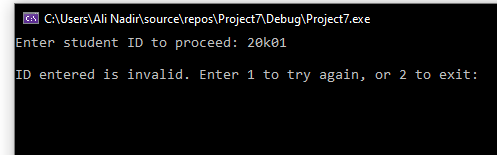 C:\Users\Ali Nadir\source\repos\Project7\Debug\Project7.exe
Enter student ID to proceed: 20k01
ID entered is invalid. Enter 1 to try again, or 2 to exit: